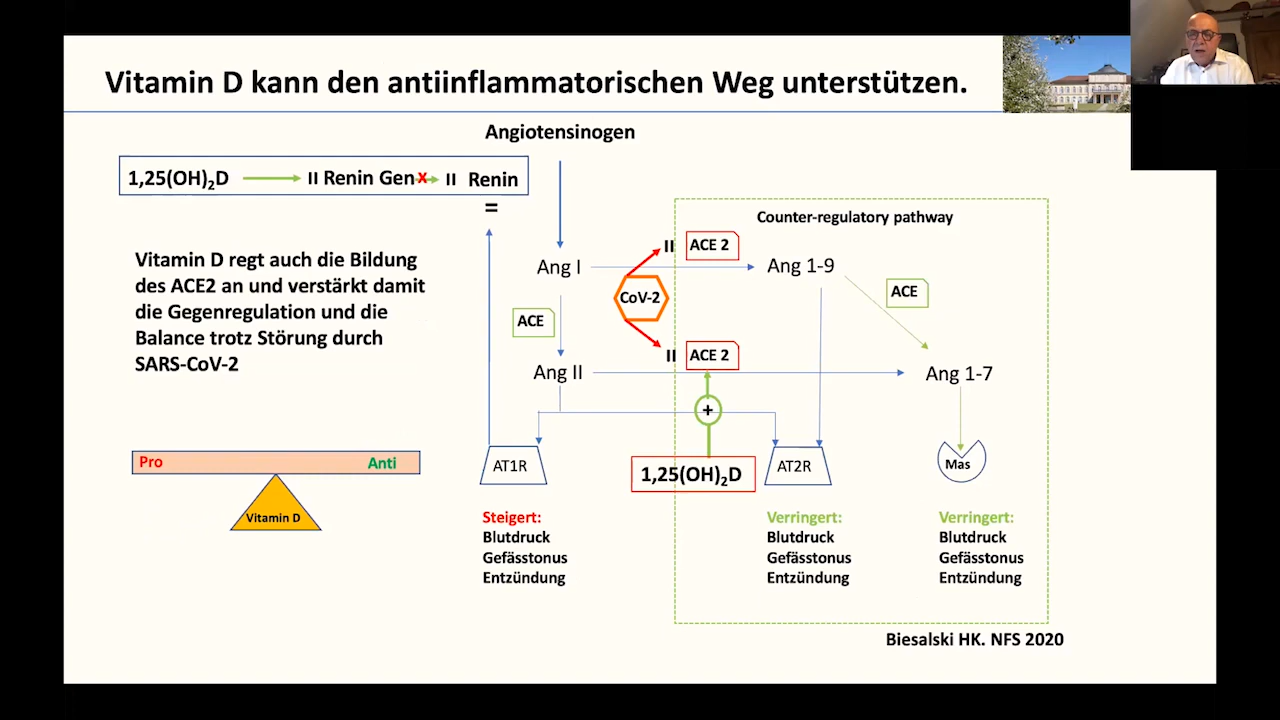 Vitamin D kann den antiinflammatorischen Weg unterstützen.
Angiotensinogen
1,25(OH)₂D II Renin Gen x II Renin
=
Counter-regulatory pathway
Vitamin D regt auch die Bildung
des ACE2 an und verstärkt damit
die Gegenregulation und die
Balance trotz Störung durch
SARS-CoV-2
Ang I
II
ACE 2
Ang 1-9
CoV-2
ACE
ACE
II
ACE 2
Ang II
Ang 1-7
+
Pro
Anti
Vitamin D
AT1R
1,25(OH)₂D
AT2R
Mas
Steigert:
Blutdruck
Gefässtonus
Entzündung
Verringert:
Blutdruck
Gefässtonus
Entzündung
Verringert:
Blutdruck
Gefässtonus
Entzündung
Biesalski HK. NFS 2020